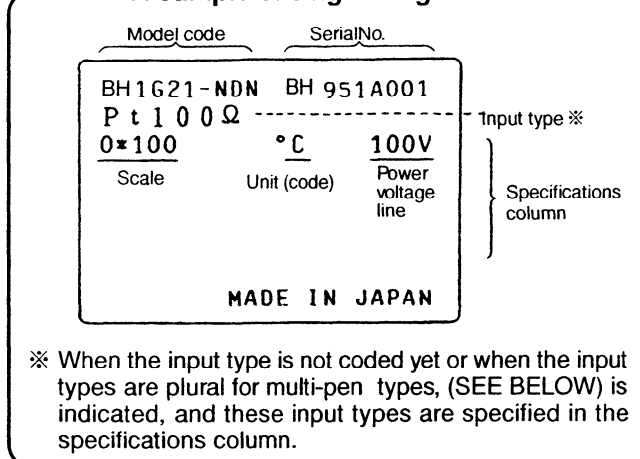 Model code SerialNo.
BH1G21-NDN BH 951A001
Pt100Ω Input type ※
0*100 °C 100V
Scale Unit (code) Power voltage line
Specifications column
MADE IN JAPAN
※ When the input type is not coded yet or when the input
types are plural for multi-pen types, (SEE BELOW) is
indicated, and these input types are specified in the
specifications column.